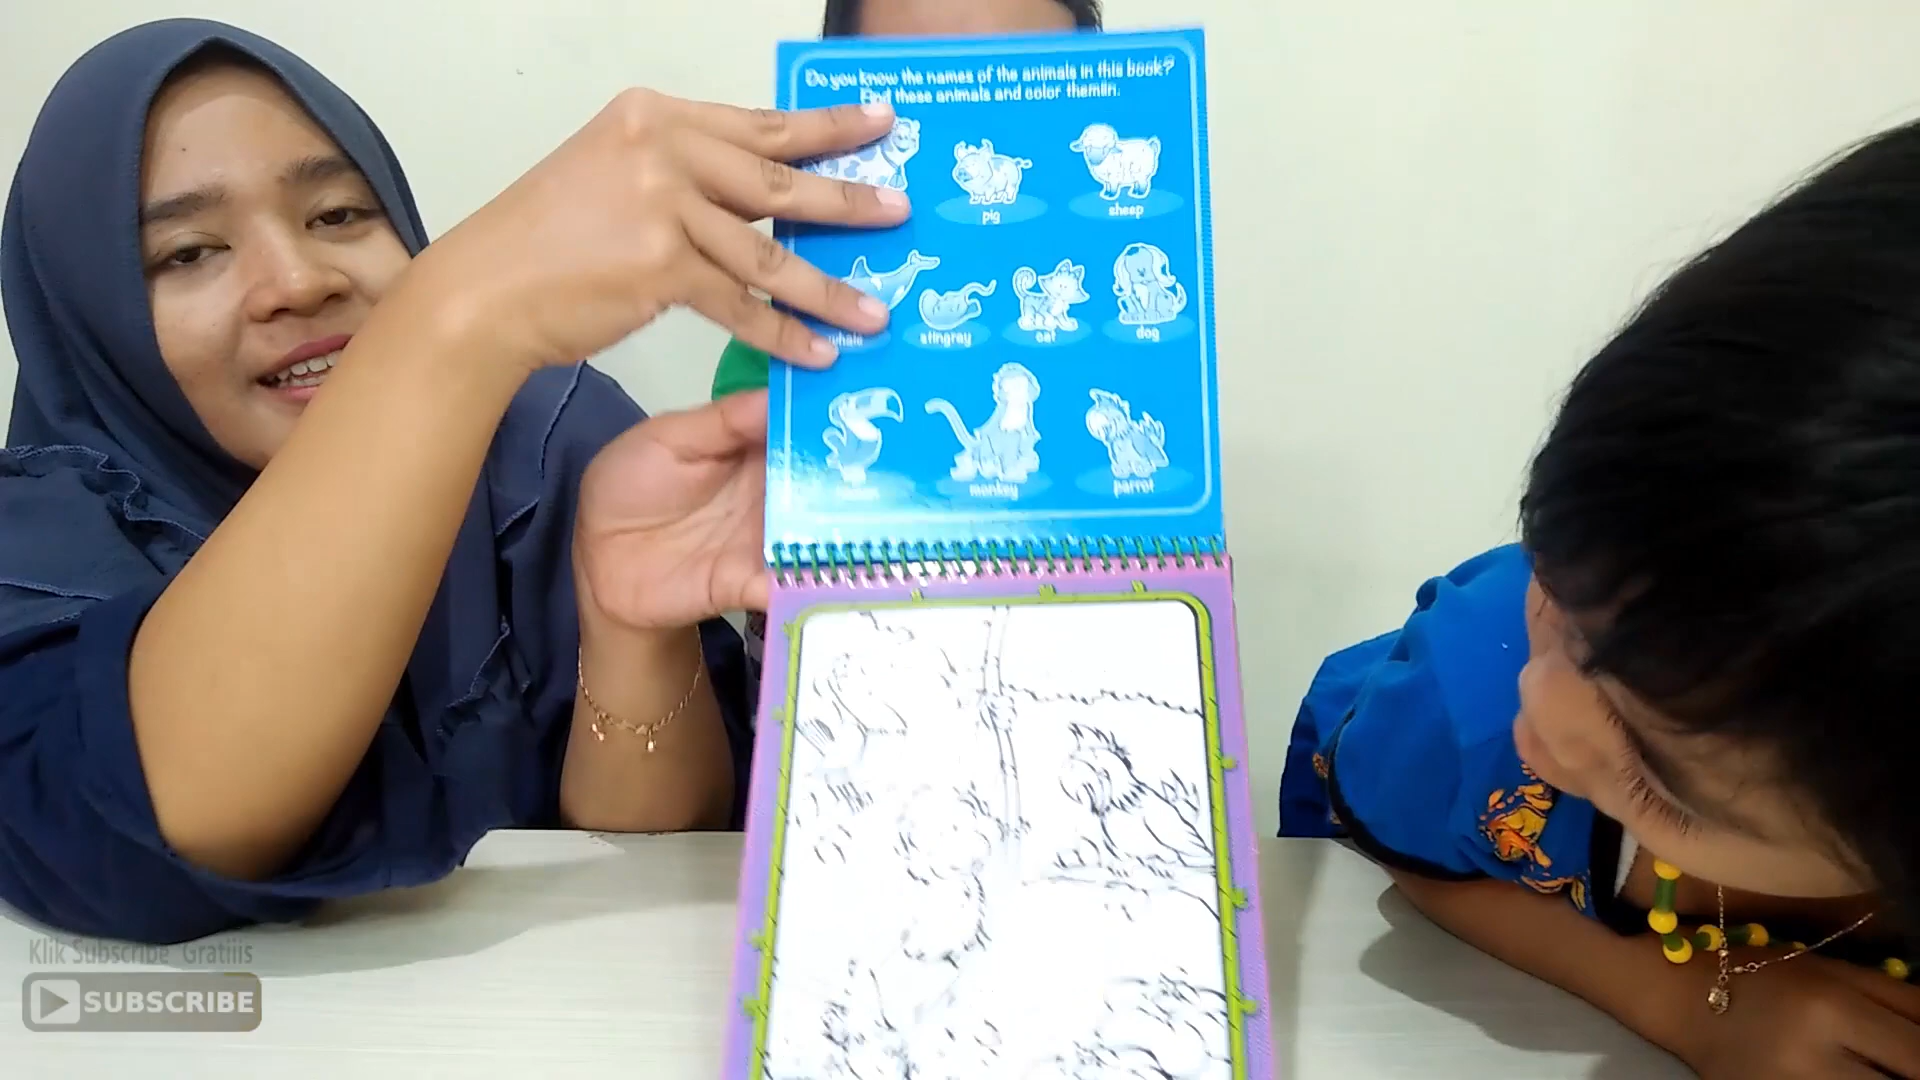 Do you know the names of the animals in this book?
Find these animals and color themiin.
pig
sheep
whale
stingray
cat
dog
monkey
parrot
Klik Subscribe Gratiiis
SUBSCRIBE